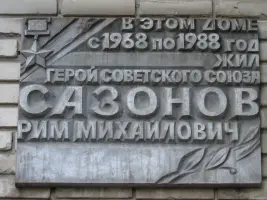 В ЭТОМ ДОМЕ
С 1968 ПО 1988 ГОД
ЖИЛ
ГЕРОЙ СОВЕТСКОГО СОЮЗА
САЗОНОВ
РИМ МИХАЙЛОВИЧ